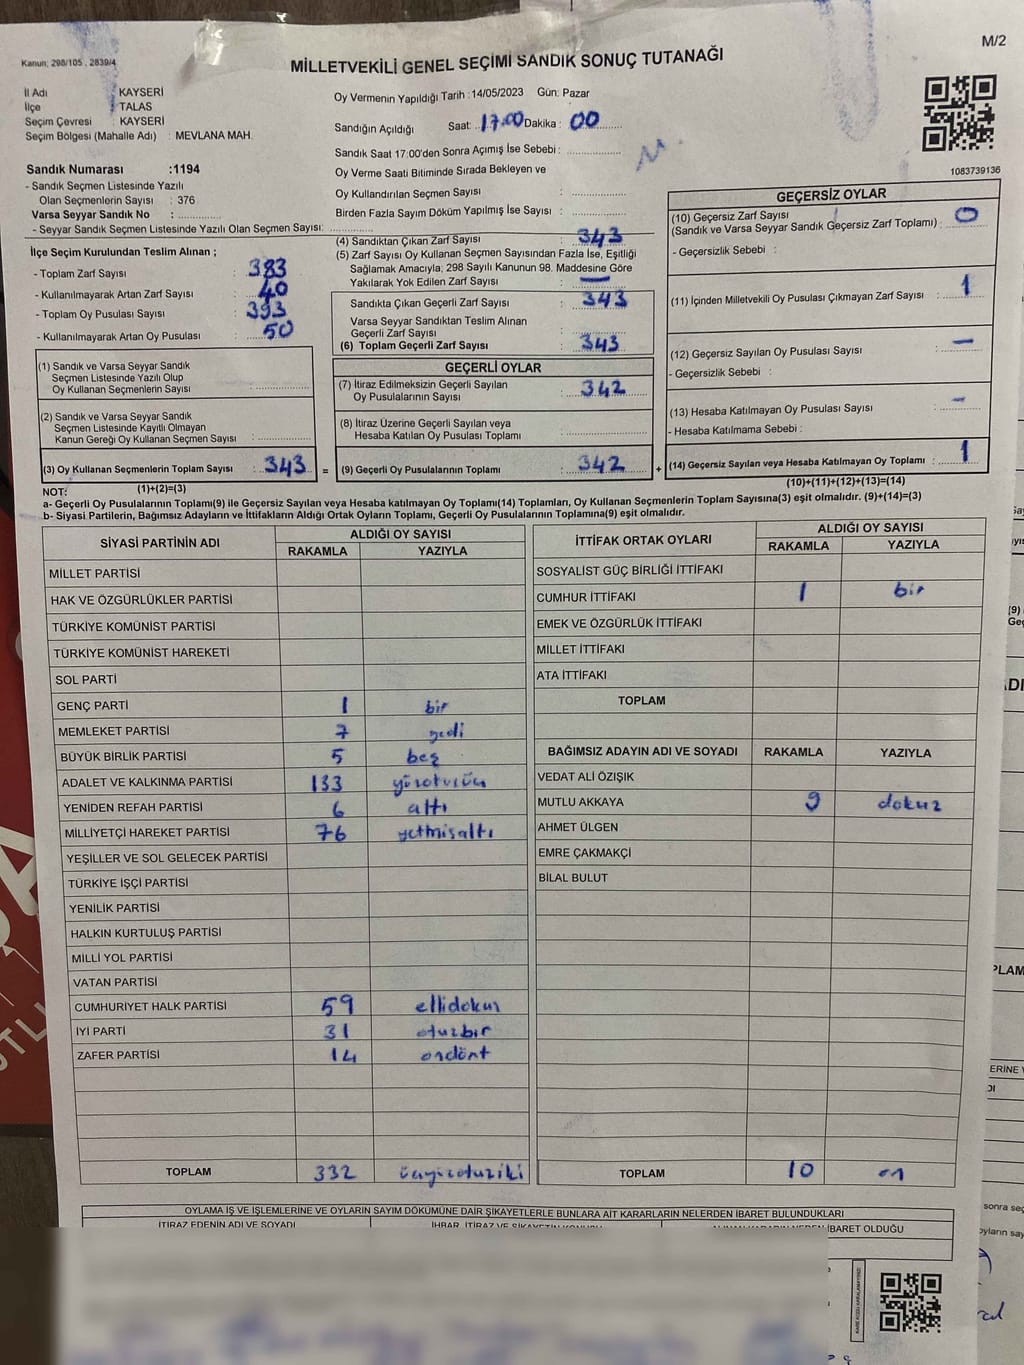 M/2
Kanun: 298/105 , 2839/4
MİLLETVEKİLİ GENEL SEÇİMİ SANDIK SONUÇ TUTANAĞI
İl Adı : KAYSERİ
İlçe : TALAS
Seçim Çevresi : KAYSERİ
Seçim Bölgesi (Mahalle Adı) : MEVLANA MAH.
Oy Vermenin Yapıldığı Tarih : 14/05/2023 Gün: Pazar
Sandığın Açıldığı Saat: 17:00 Dakika : 00
Sandık Saat 17:00'den Sonra Açımış İse Sebebi :
Oy Verme Saati Bitiminde Sırada Bekleyen ve
Oy Kullandırılan Seçmen Sayısı :
Birden Fazla Sayım Döküm Yapılmış İse Sayısı :
1083739136
Sandık Numarası :1194
- Sandık Seçmen Listesinde Yazılı
Olan Seçmenlerin Sayısı : 376
Varsa Seyyar Sandık No :
- Seyyar Sandık Seçmen Listesinde Yazılı Olan Seçmen Sayısı:
İlçe Seçim Kurulundan Teslim Alınan ;
- Toplam Zarf Sayısı : 383
- Kullanılmayarak Artan Zarf Sayısı : 40
- Toplam Oy Pusulası Sayısı : 393
- Kullanılmayarak Artan Oy Pusulası : 50
(1) Sandık ve Varsa Seyyar Sandık
Seçmen Listesinde Yazılı Olup
Oy Kullanan Seçmenlerin Sayısı :
(2) Sandık ve Varsa Seyyar Sandık
Seçmen Listesinde Kayıtlı Olmayan
Kanun Gereği Oy Kullanan Seçmen Sayısı :
(3) Oy Kullanan Seçmenlerin Toplam Sayısı : 343 =
(1)+(2)=(3)
(4) Sandıktan Çıkan Zarf Sayısı : 343
(5) Zarf Sayısı Oy Kullanan Seçmen Sayısından Fazla İse, Eşitliği
Sağlamak Amacıyla, 298 Sayılı Kanunun 98. Maddesine Göre
Yakılarak Yok Edilen Zarf Sayısı : —
Sandıkta Çıkan Geçerli Zarf Sayısı : 343
Varsa Seyyar Sandıktan Teslim Alınan
Geçerli Zarf Sayısı :
(6) Toplam Geçerli Zarf Sayısı : 343
GEÇERLİ OYLAR
(7) İtiraz Edilmeksizin Geçerli Sayılan
Oy Pusulalarının Sayısı : 342
(8) İtiraz Üzerine Geçerli Sayılan veya
Hesaba Katılan Oy Pusulası Toplamı :
(9) Geçerli Oy Pusulalarının Toplamı : 342 +
GEÇERSİZ OYLAR
(10) Geçersiz Zarf Sayısı
(Sandık ve Varsa Seyyar Sandık Geçersiz Zarf Toplamı) : 0
- Geçersizlik Sebebi :
(11) İçinden Milletvekili Oy Pusulası Çıkmayan Zarf Sayısı : 1
(12) Geçersiz Sayılan Oy Pusulası Sayısı : —
- Geçersizlik Sebebi :
(13) Hesaba Katılmayan Oy Pusulası Sayısı : -
- Hesaba Katılmama Sebebi :
(14) Geçersiz Sayılan veya Hesaba Katılmayan Oy Toplamı : 1
(10)+(11)+(12)+(13)=(14)
NOT:
a- Geçerli Oy Pusulalarının Toplamı(9) ile Geçersiz Sayılan veya Hesaba katılmayan Oy Toplamı(14) Toplamları, Oy Kullanan Seçmenlerin Toplam Sayısına(3) eşit olmalıdır. (9)+(14)=(3)
b- Siyasi Partilerin, Bağımsız Adayların ve İttifakların Aldığı Ortak Oyların Toplamı, Geçerli Oy Pusulalarının Toplamına(9) eşit olmalıdır.
SİYASİ PARTİNİN ADI ALDIĞI OY SAYISI
RAKAMLA YAZIYLA
MİLLET PARTİSİ
HAK VE ÖZGÜRLÜKLER PARTİSİ
TÜRKİYE KOMÜNİST PARTİSİ
TÜRKİYE KOMÜNİST HAREKETİ
SOL PARTİ
GENÇ PARTİ 1 bir
MEMLEKET PARTİSİ 7 yedi
BÜYÜK BİRLİK PARTİSİ 5 beş
ADALET VE KALKINMA PARTİSİ 133 yüzotuzüç
YENİDEN REFAH PARTİSİ 6 altı
MİLLİYETÇİ HAREKET PARTİSİ 76 yetmişaltı
YEŞİLLER VE SOL GELECEK PARTİSİ
TÜRKİYE İŞÇİ PARTİSİ
YENİLİK PARTİSİ
HALKIN KURTULUŞ PARTİSİ
MİLLİ YOL PARTİSİ
VATAN PARTİSİ
CUMHURİYET HALK PARTİSİ 59 ellidokuz
İYİ PARTİ 31 otuzbir
ZAFER PARTİSİ 14 ondört
TOPLAM 332 üçyüzotuziki
İTTİFAK ORTAK OYLARI ALDIĞI OY SAYISI
RAKAMLA YAZIYLA
SOSYALİST GÜÇ BİRLİĞİ İTTİFAKI
CUMHUR İTTİFAKI 1 bir
EMEK VE ÖZGÜRLÜK İTTİFAKI
MİLLET İTTİFAKI
ATA İTTİFAKI
TOPLAM
BAĞIMSIZ ADAYIN ADI VE SOYADI RAKAMLA YAZIYLA
VEDAT ALİ ÖZIŞIK
MUTLU AKKAYA 9 dokuz
AHMET ÜLGEN
EMRE ÇAKMAKÇİ
BİLAL BULUT
TOPLAM 10 on
OYLAMA İŞ VE İŞLEMLERİNE VE OYLARIN SAYIM DÖKÜMÜNE DAİR ŞİKAYETLERLE BUNLARA AİT KARARLARIN NELERDEN İBARET BULUNDUKLARI
İTİRAZ EDENİN ADI VE SOYADI
İBARET OLDUĞU